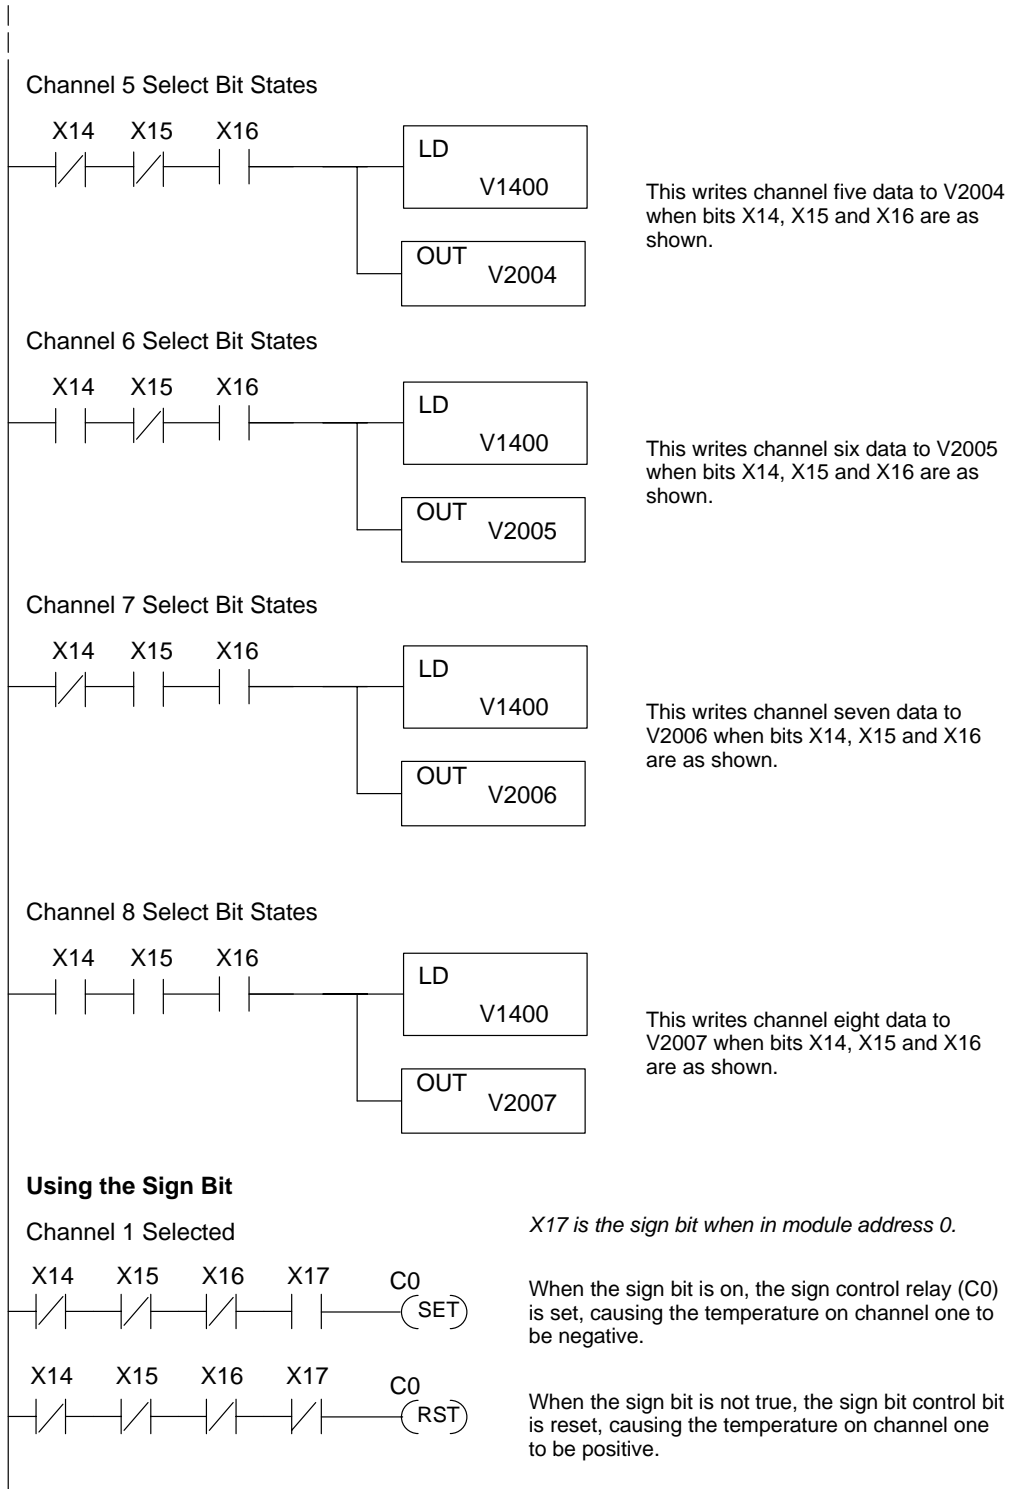 Channel 5 Select Bit States
X14 X15 X16
LD
V1400
OUT
V2004
This writes channel five data to V2004
when bits X14, X15 and X16 are as
shown.
Channel 6 Select Bit States
X14 X15 X16
LD
V1400
OUT
V2005
This writes channel six data to V2005
when bits X14, X15 and X16 are as
shown.
Channel 7 Select Bit States
X14 X15 X16
LD
V1400
OUT
V2006
This writes channel seven data to
V2006 when bits X14, X15 and X16
are as shown.
Channel 8 Select Bit States
X14 X15 X16
LD
V1400
OUT
V2007
This writes channel eight data to
V2007 when bits X14, X15 and X16
are as shown.
Using the Sign Bit
Channel 1 Selected
X17 is the sign bit when in module address 0.
X14 X15 X16 X17 C0
SET
When the sign bit is on, the sign control relay (C0)
is set, causing the temperature on channel one to
be negative.
X14 X15 X16 X17 C0
RST
When the sign bit is not true, the sign bit control bit
is reset, causing the temperature on channel one
to be positive.